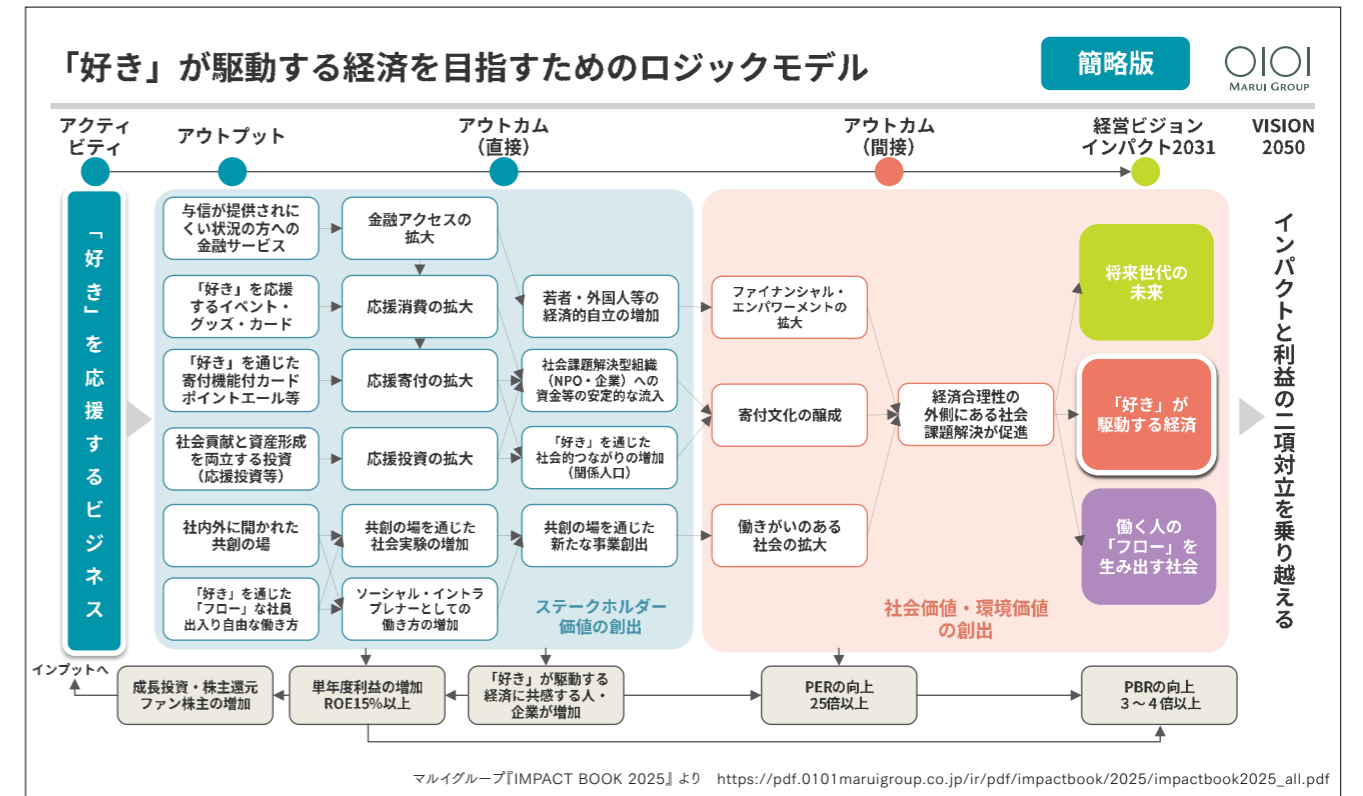 「好き」が駆動する経済を目指すためのロジックモデル
簡略版
OIOI
MARUI GROUP
アクティ
ビティ
アウトプット
アウトカム
（直接）
アウトカム
（間接）
経営ビジョン
インパクト2031
VISION
2050
「好き」を応援するビジネス
与信が提供されに
くい状況の方への
金融サービス
「好き」を応援
するイベント・
グッズ・カード
「好き」を通じた
寄付機能付カード
ポイントエール等
社会貢献と資産形成
を両立する投資
（応援投資等）
社内外に開かれた
共創の場
「好き」を通じた
「フロー」な社員
出入り自由な働き方
金融アクセスの
拡大
応援消費の拡大
応援寄付の拡大
応援投資の拡大
共創の場を通じた
社会実験の増加
ソーシャル・イントラ
プレナーとしての
働き方の増加
若者・外国人等の
経済的自立の増加
社会課題解決型組織
（NPO・企業）への
資金等の安定的な流入
「好き」を通じた
社会的つながりの増加
（関係人口）
共創の場を通じた
新たな事業創出
ステークホルダー
価値の創出
ファイナンシャル・
エンパワーメントの
拡大
寄付文化の醸成
働きがいのある
社会の拡大
経済合理性の
外側にある社会
課題解決が促進
社会価値・環境価値
の創出
将来世代の
未来
「好き」が
駆動する経済
働く人の
「フロー」を
生み出す社会
インパクトと利益の二項対立を乗り越える
インプットへ
成長投資・株主還元
ファン株主の増加
単年度利益の増加
ROE15%以上
「好き」が駆動する
経済に共感する人・
企業が増加
PERの向上
25倍以上
PBRの向上
3～4倍以上
マルイグループ『IMPACT BOOK 2025』より　https://pdf.0101maruigroup.co.jp/ir/pdf/impactbook/2025/impactbook2025_all.pdf